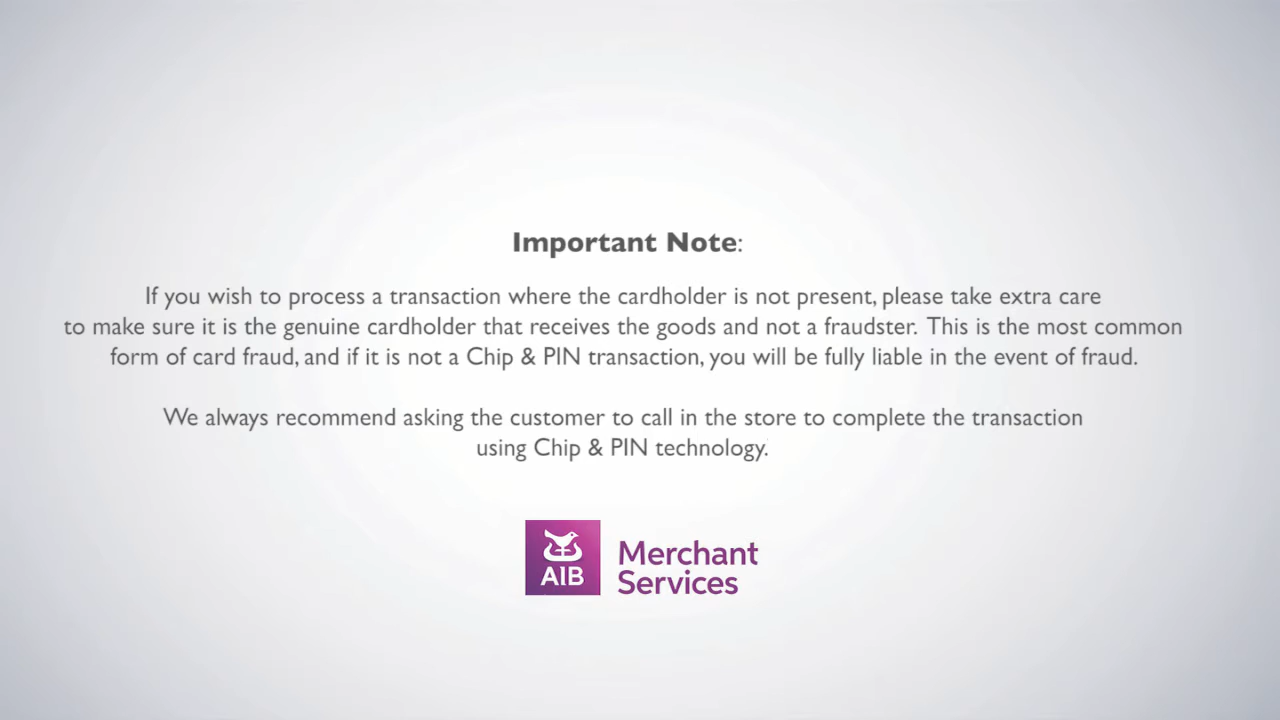 Important Note:
If you wish to process a transaction where the cardholder is not present, please take extra care
to make sure it is the genuine cardholder that receives the goods and not a fraudster. This is the most common
form of card fraud, and if it is not a Chip & PIN transaction, you will be fully liable in the event of fraud.
We always recommend asking the customer to call in the store to complete the transaction
using Chip & PIN technology.
AIB
Merchant
Services